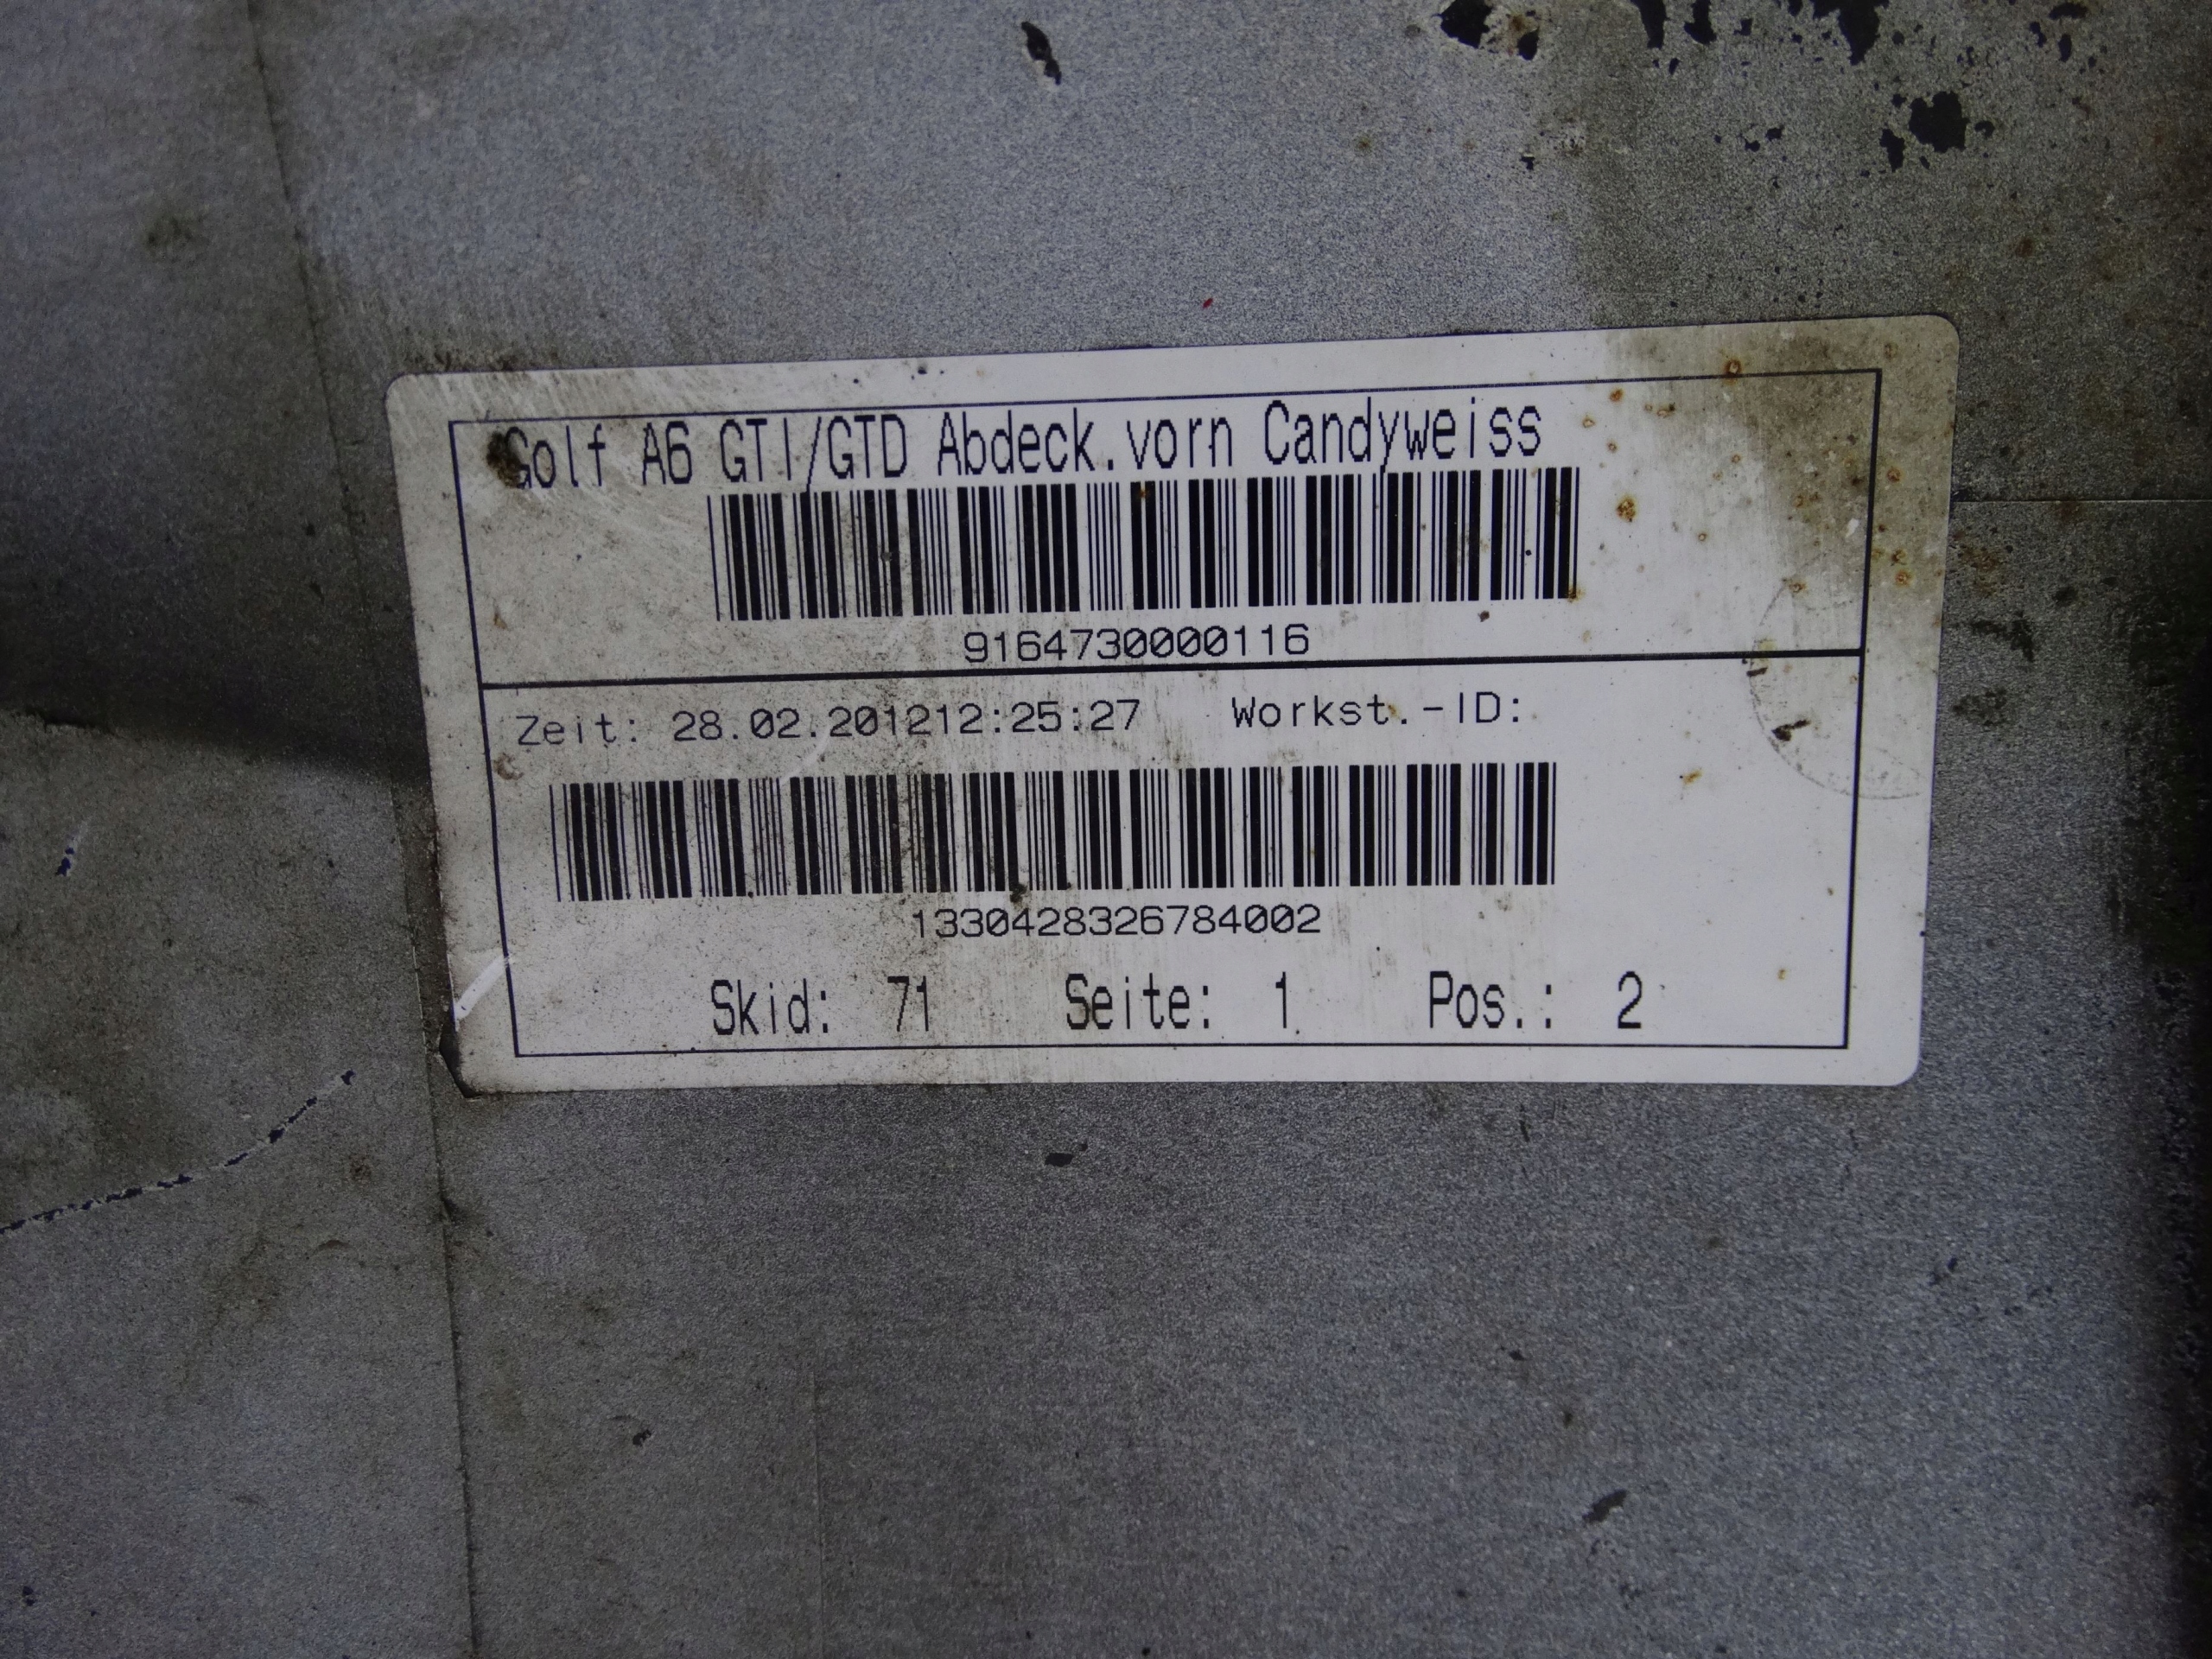 Golf A6 GTI/GTD Abdeck.vorn Candyweiss
9164730000116
Zeit: 28.02.201212:25:27 Workst.-ID:
1330428326784002
Skid: 71 Seite: 1 Pos.: 2